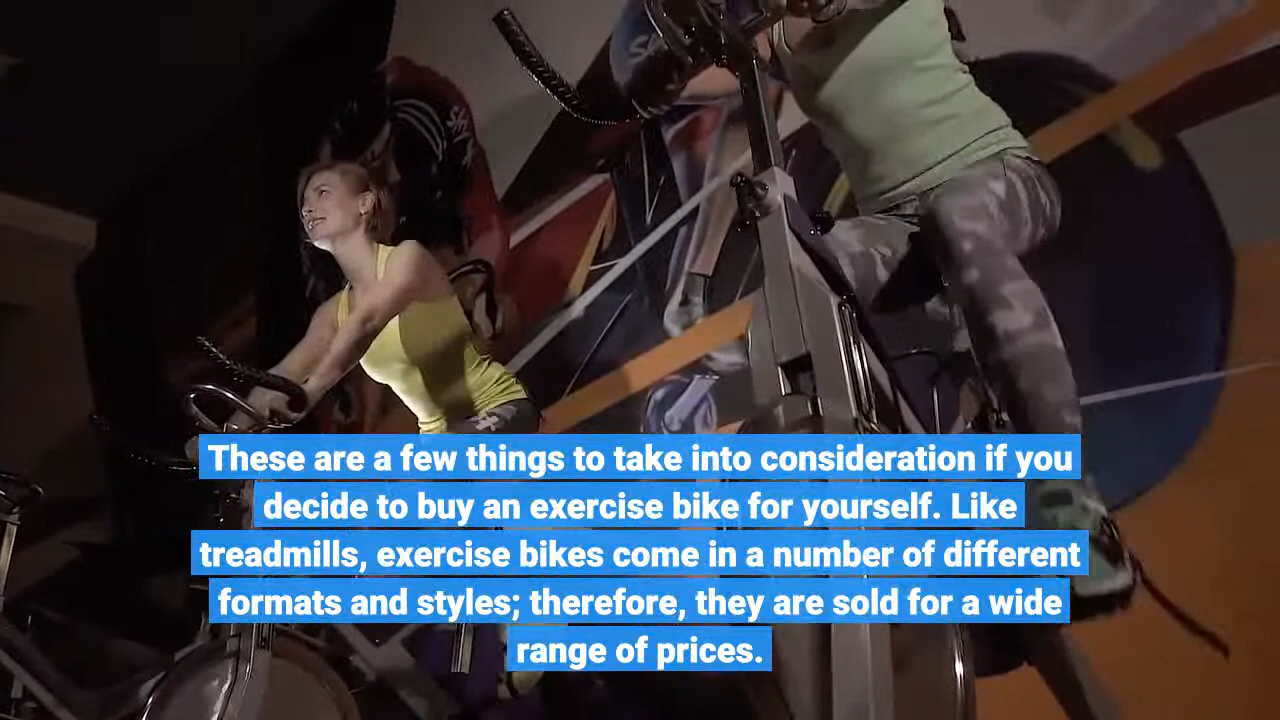 These are a few things to take into consideration if you
decide to buy an exercise bike for yourself. Like
treadmills, exercise bikes come in a number of different
formats and styles; therefore, they are sold for a wide
range of prices.